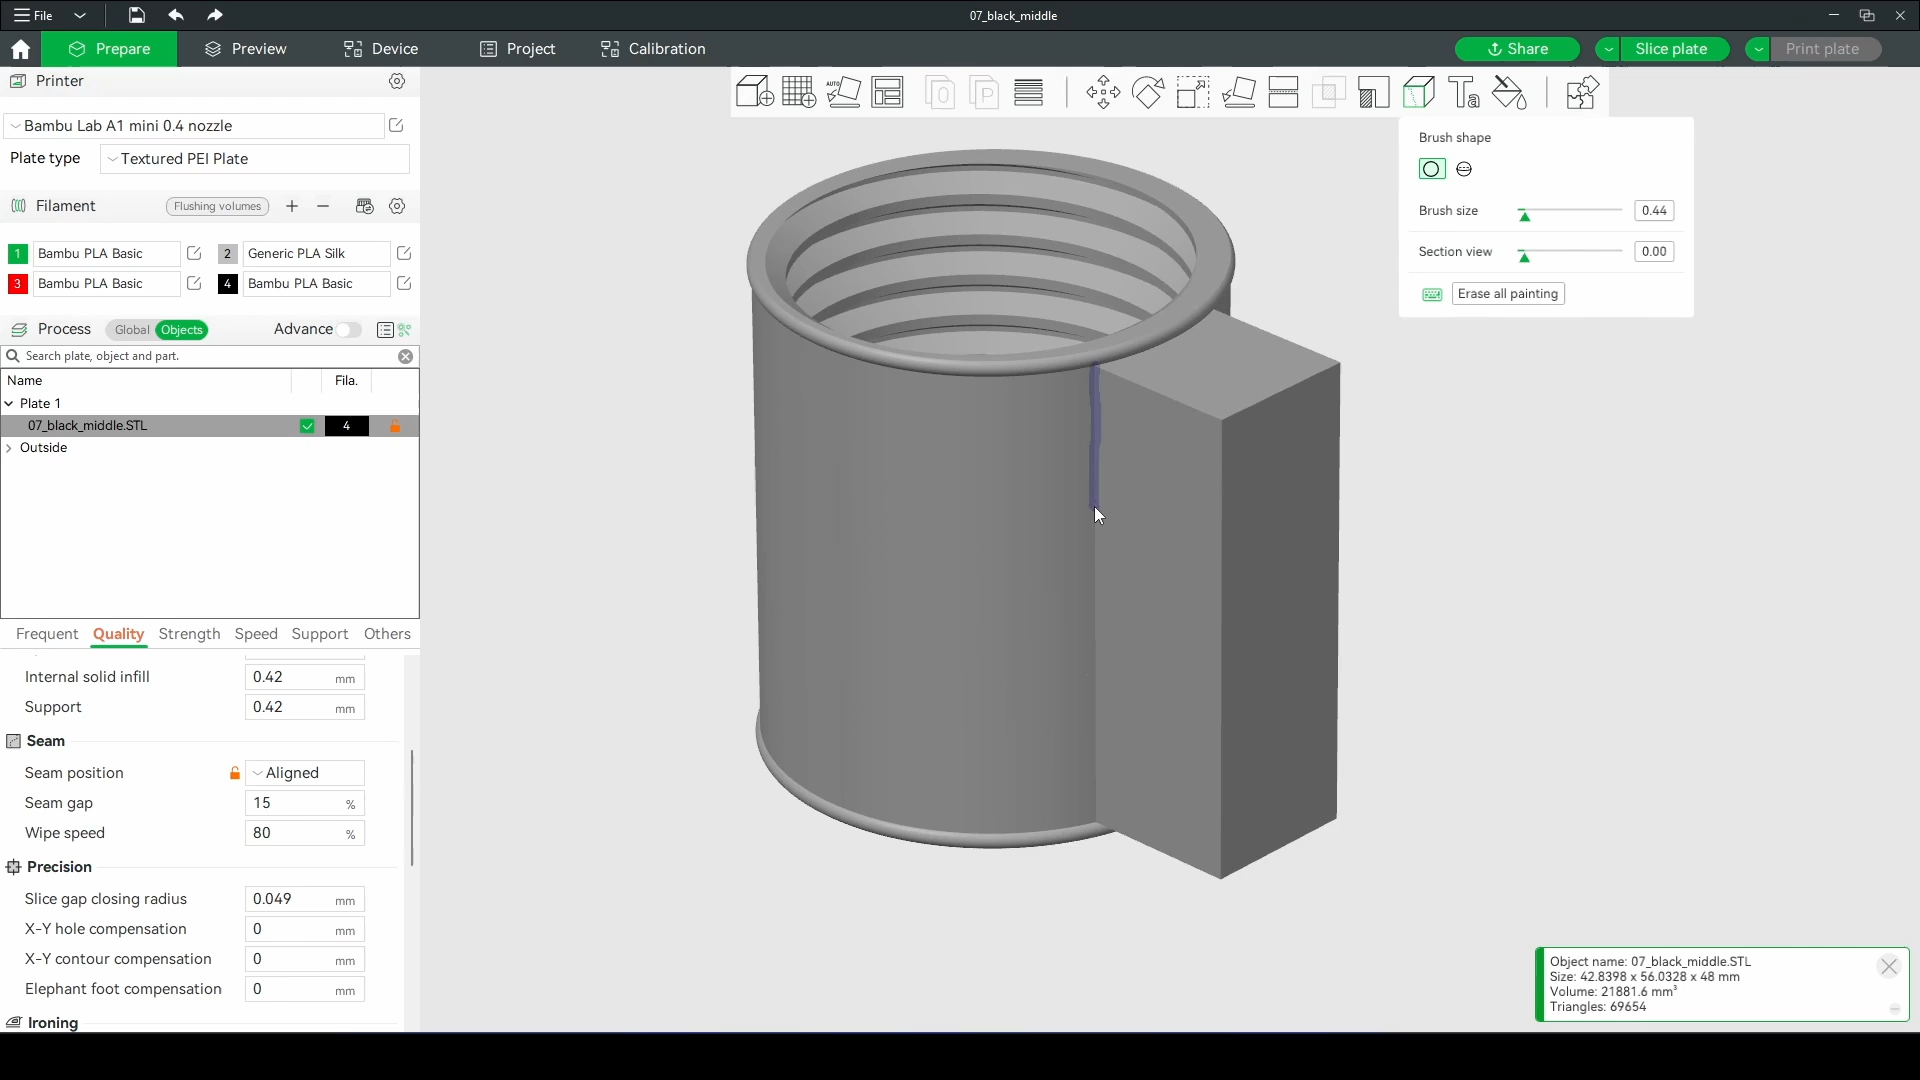 File
07_black_middle
Prepare Preview Device Project Calibration Share Slice plate Print plate
Printer
Bambu Lab A1 mini 0.4 nozzle
Plate type Textured PEI Plate
Filament Flushing volumes
1 Bambu PLA Basic 2 Generic PLA Silk
3 Bambu PLA Basic 4 Bambu PLA Basic
Process Global Objects Advance
Search plate, object and part.
Name Fila.
Plate 1
07_black_middle.STL 4
Outside
Frequent Quality Strength Speed Support Others
Internal solid infill 0.42 mm
Support 0.42 mm
Seam
Seam position Aligned
Seam gap 15 %
Wipe speed 80 %
Precision
Slice gap closing radius 0.049 mm
X-Y hole compensation 0 mm
X-Y contour compensation 0 mm
Elephant foot compensation 0 mm
Ironing
AUTO
0 P Ta
Brush shape
Brush size 0.44
Section view 0.00
Erase all painting
Object name: 07_black_middle.STL
Size: 42.8398 x 56.0328 x 48 mm
Volume: 21881.6 mm³
Triangles: 69654